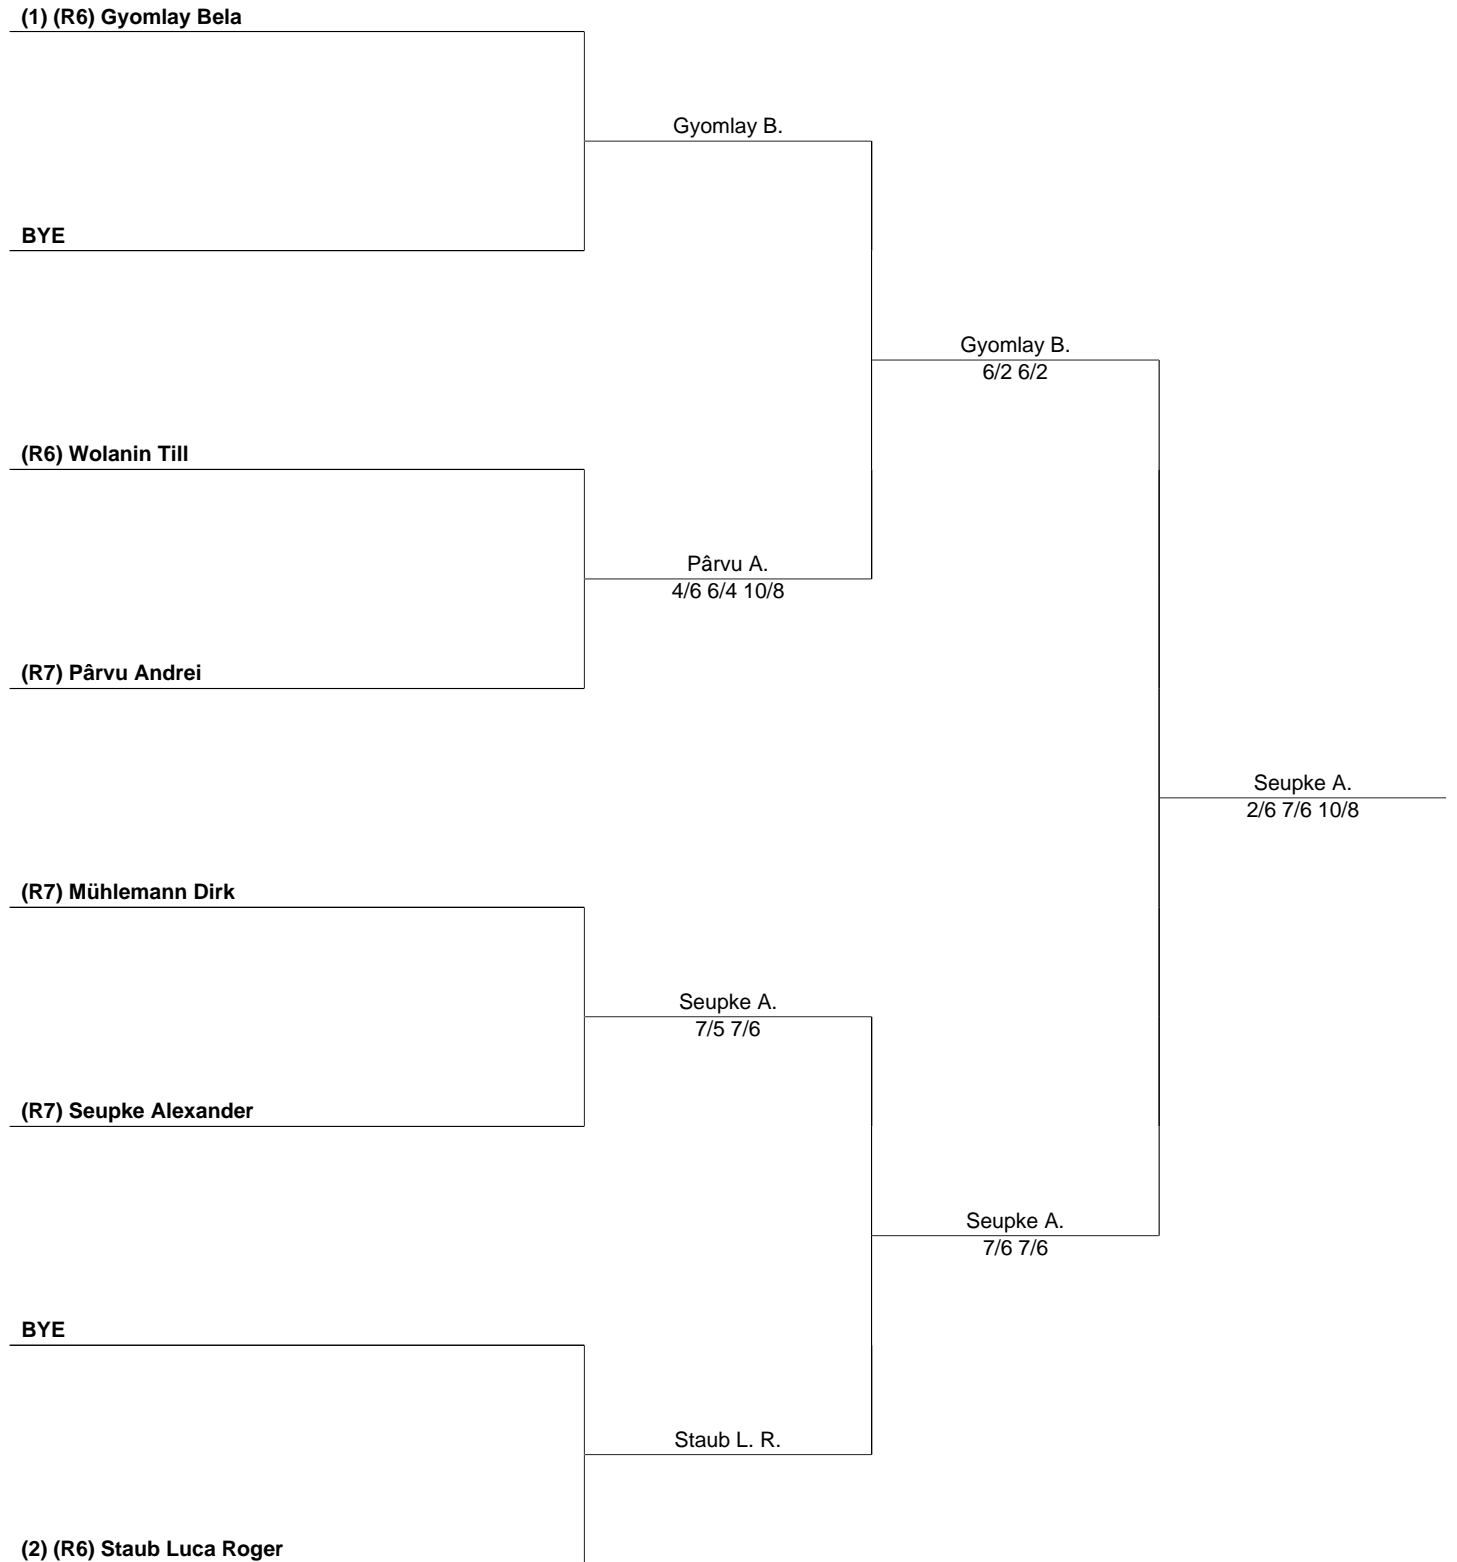 (1) (R6) Gyomlay Bela
Gyomlay B.
BYE
Gyomlay B.
6/2 6/2
(R6) Wolanin Till
Pârvu A.
4/6 6/4 10/8
(R7) Pârvu Andrei
Seupke A.
2/6 7/6 10/8
(R7) Mühlemann Dirk
Seupke A.
7/5 7/6
(R7) Seupke Alexander
Seupke A.
7/6 7/6
BYE
Staub L. R.
(2) (R6) Staub Luca Roger